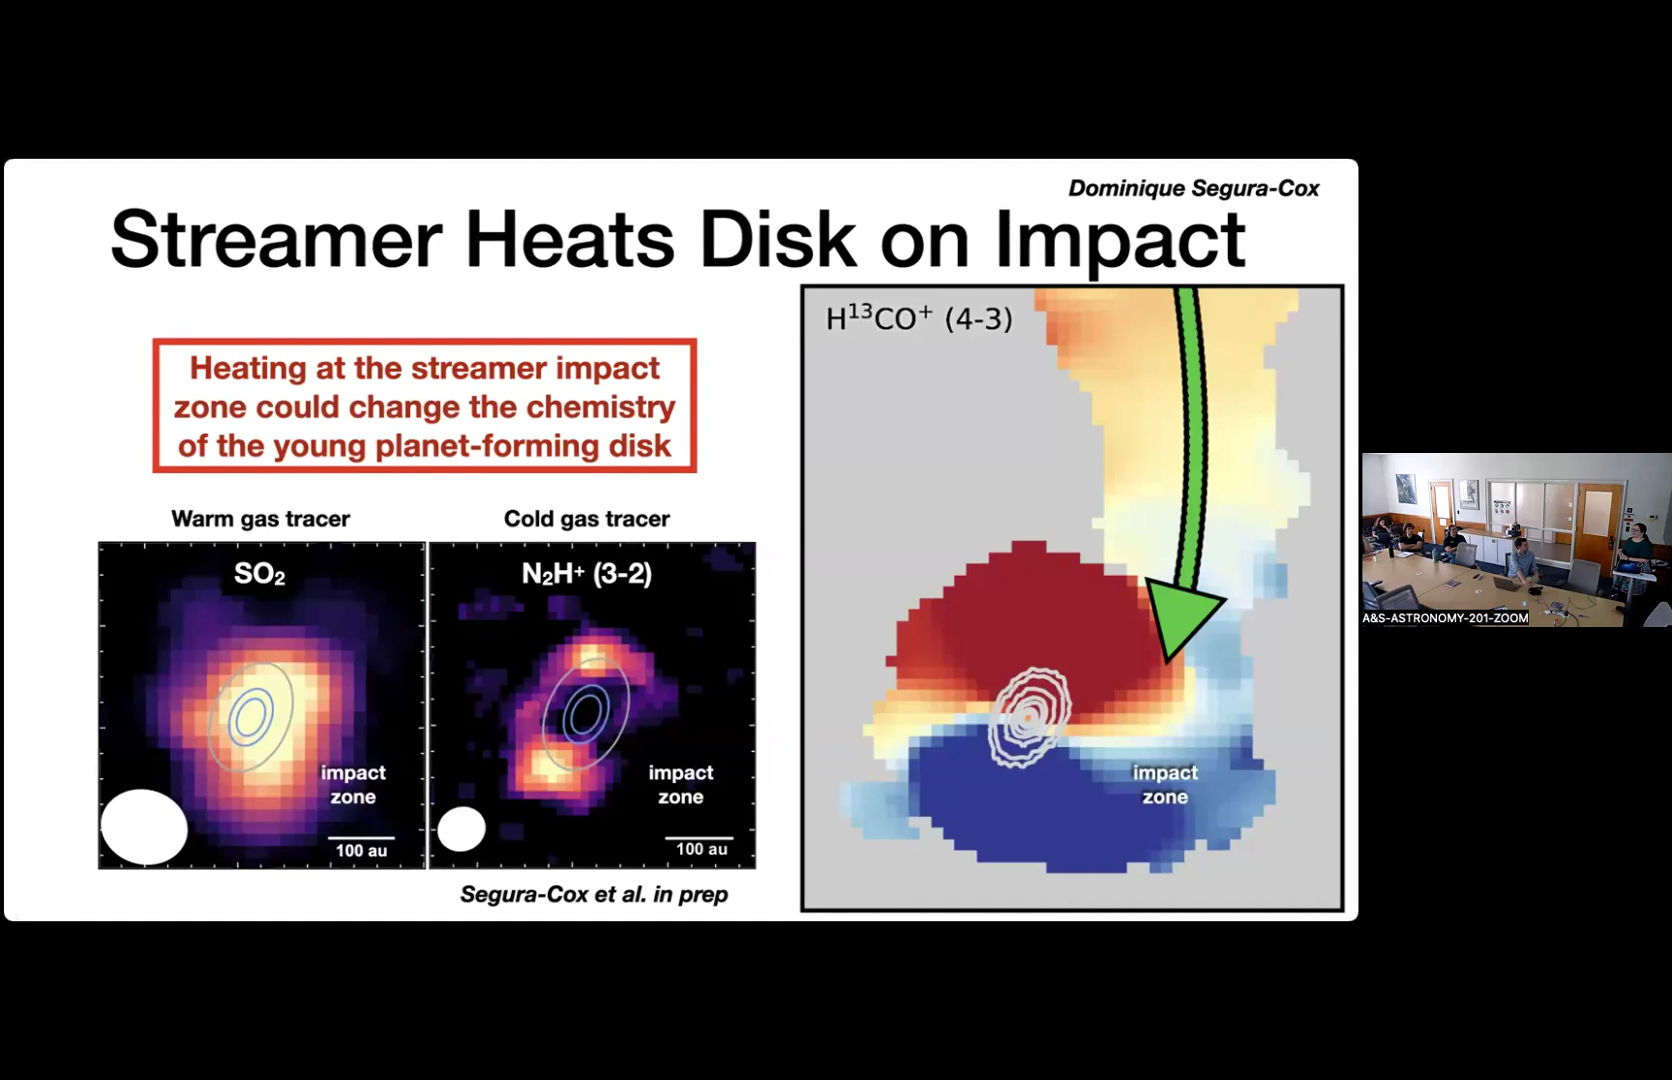 Dominique Segura-Cox
Streamer Heats Disk on Impact
Heating at the streamer impact
zone could change the chemistry
of the young planet-forming disk
Warm gas tracer
Cold gas tracer
SO₂
impact
zone
100 au
N₂H⁺ (3-2)
impact
zone
100 au
Segura-Cox et al. in prep
H¹³CO⁺ (4-3)
impact
zone
A&S-ASTRONOMY-201-ZOOM